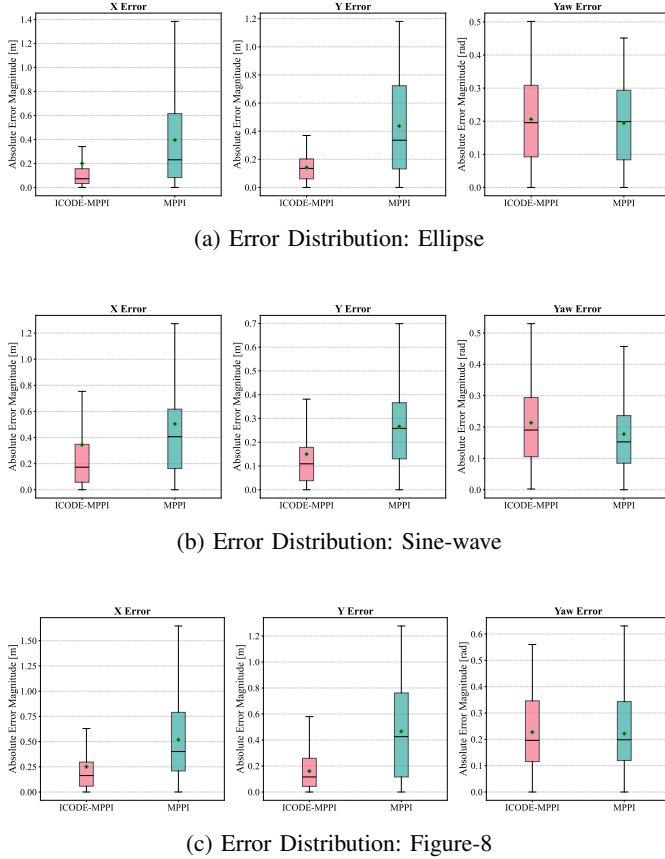 X Error
Absolute Error Magnitude [m]
1.4
1.2
1.0
0.8
0.6
0.4
0.2
0.0
ICODE-MPPI MPPI
Y Error
Absolute Error Magnitude [m]
1.2
1.0
0.8
0.6
0.4
0.2
0.0
ICODE-MPPI MPPI
Yaw Error
Absolute Error Magnitude [rad]
0.5
0.4
0.3
0.2
0.1
0.0
ICODE-MPPI MPPI
(a) Error Distribution: Ellipse
X Error
Absolute Error Magnitude [m]
1.2
1.0
0.8
0.6
0.4
0.2
0.0
ICODE-MPPI MPPI
Y Error
Absolute Error Magnitude [m]
0.7
0.6
0.5
0.4
0.3
0.2
0.1
0.0
ICODE-MPPI MPPI
Yaw Error
Absolute Error Magnitude [rad]
0.5
0.4
0.3
0.2
0.1
0.0
ICODE-MPPI MPPI
(b) Error Distribution: Sine-wave
X Error
Absolute Error Magnitude [m]
1.50
1.25
1.00
0.75
0.50
0.25
0.00
ICODE-MPPI MPPI
Y Error
Absolute Error Magnitude [m]
1.2
1.0
0.8
0.6
0.4
0.2
0.0
ICODE-MPPI MPPI
Yaw Error
Absolute Error Magnitude [rad]
0.6
0.5
0.4
0.3
0.2
0.1
0.0
ICODE-MPPI MPPI
(c) Error Distribution: Figure-8